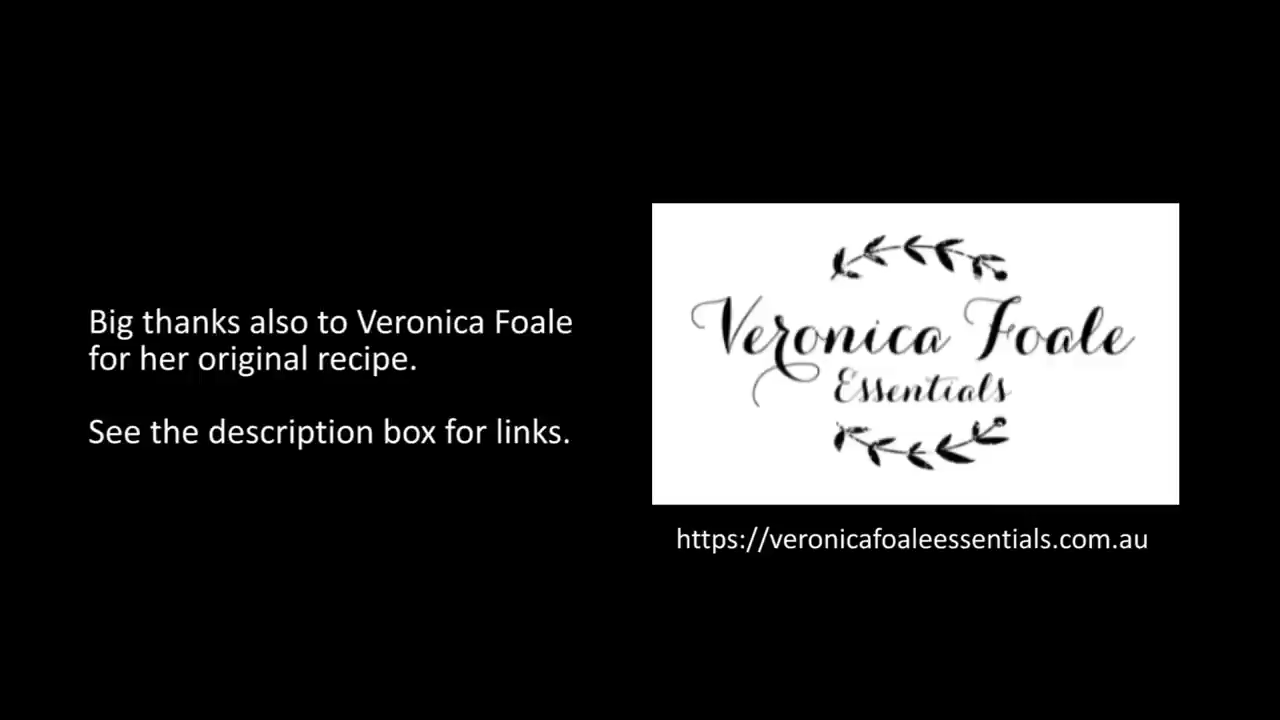 Big thanks also to Veronica Foale
for her original recipe.
See the description box for links.
Veronica Foale
Essentials
https://veronicafoaleessentials.com.au